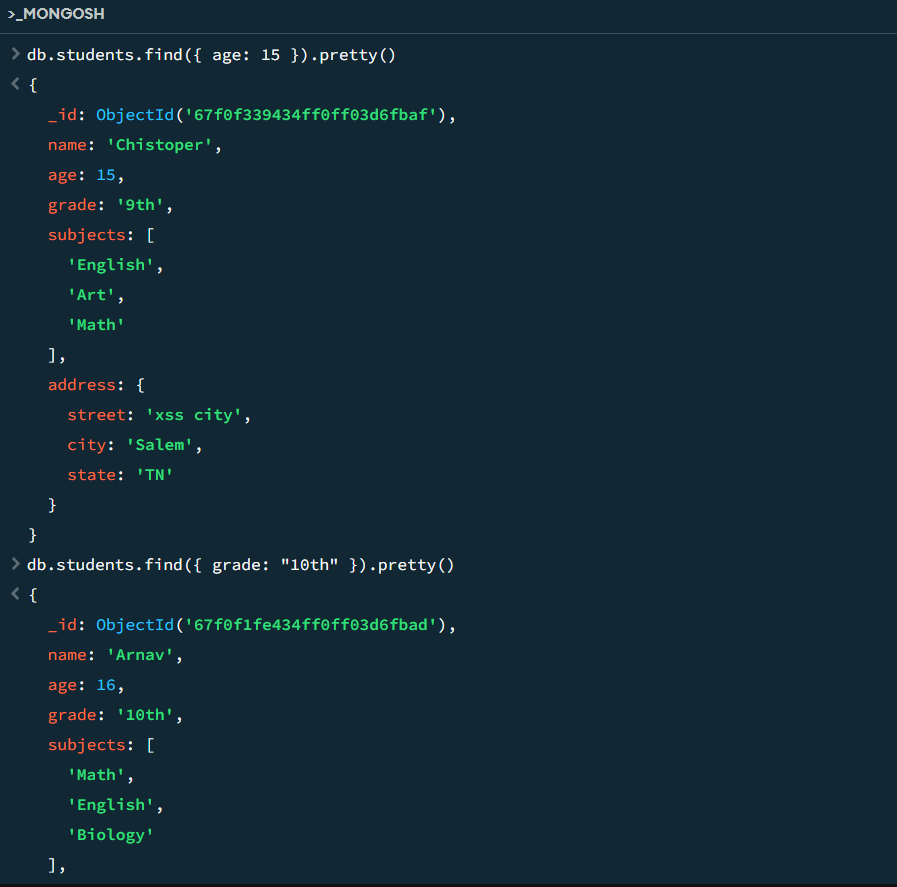 >_MONGOSH
> db.students.find({ age: 15 }).pretty()
< {
_id: ObjectId('67f0f339434ff0ff03d6fbaf'),
name: 'Chistoper',
age: 15,
grade: '9th',
subjects: [
'English',
'Art',
'Math'
],
address: {
street: 'xss city',
city: 'Salem',
state: 'TN'
}
}
> db.students.find({ grade: "10th" }).pretty()
< {
_id: ObjectId('67f0f1fe434ff0ff03d6fbad'),
name: 'Arnav',
age: 16,
grade: '10th',
subjects: [
'Math',
'English',
'Biology'
],